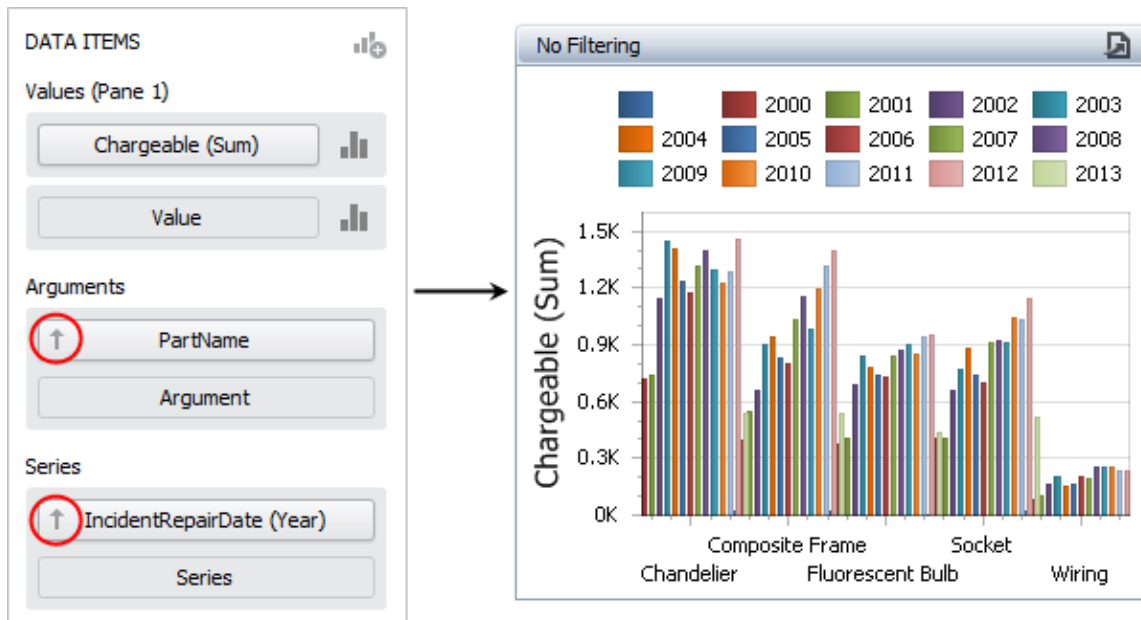 DATA ITEMS
Values (Pane 1)
Chargeable (Sum)
Value
Arguments
PartName
Argument
Series
IncidentRepairDate (Year)
Series
No Filtering
2000 2001 2002 2003
2004 2005 2006 2007 2008
2009 2010 2011 2012 2013
Chargeable (Sum)
1.5K
1.2K
0.9K
0.6K
0.3K
0K
Composite Frame Socket
Chandelier Fluorescent Bulb Wiring